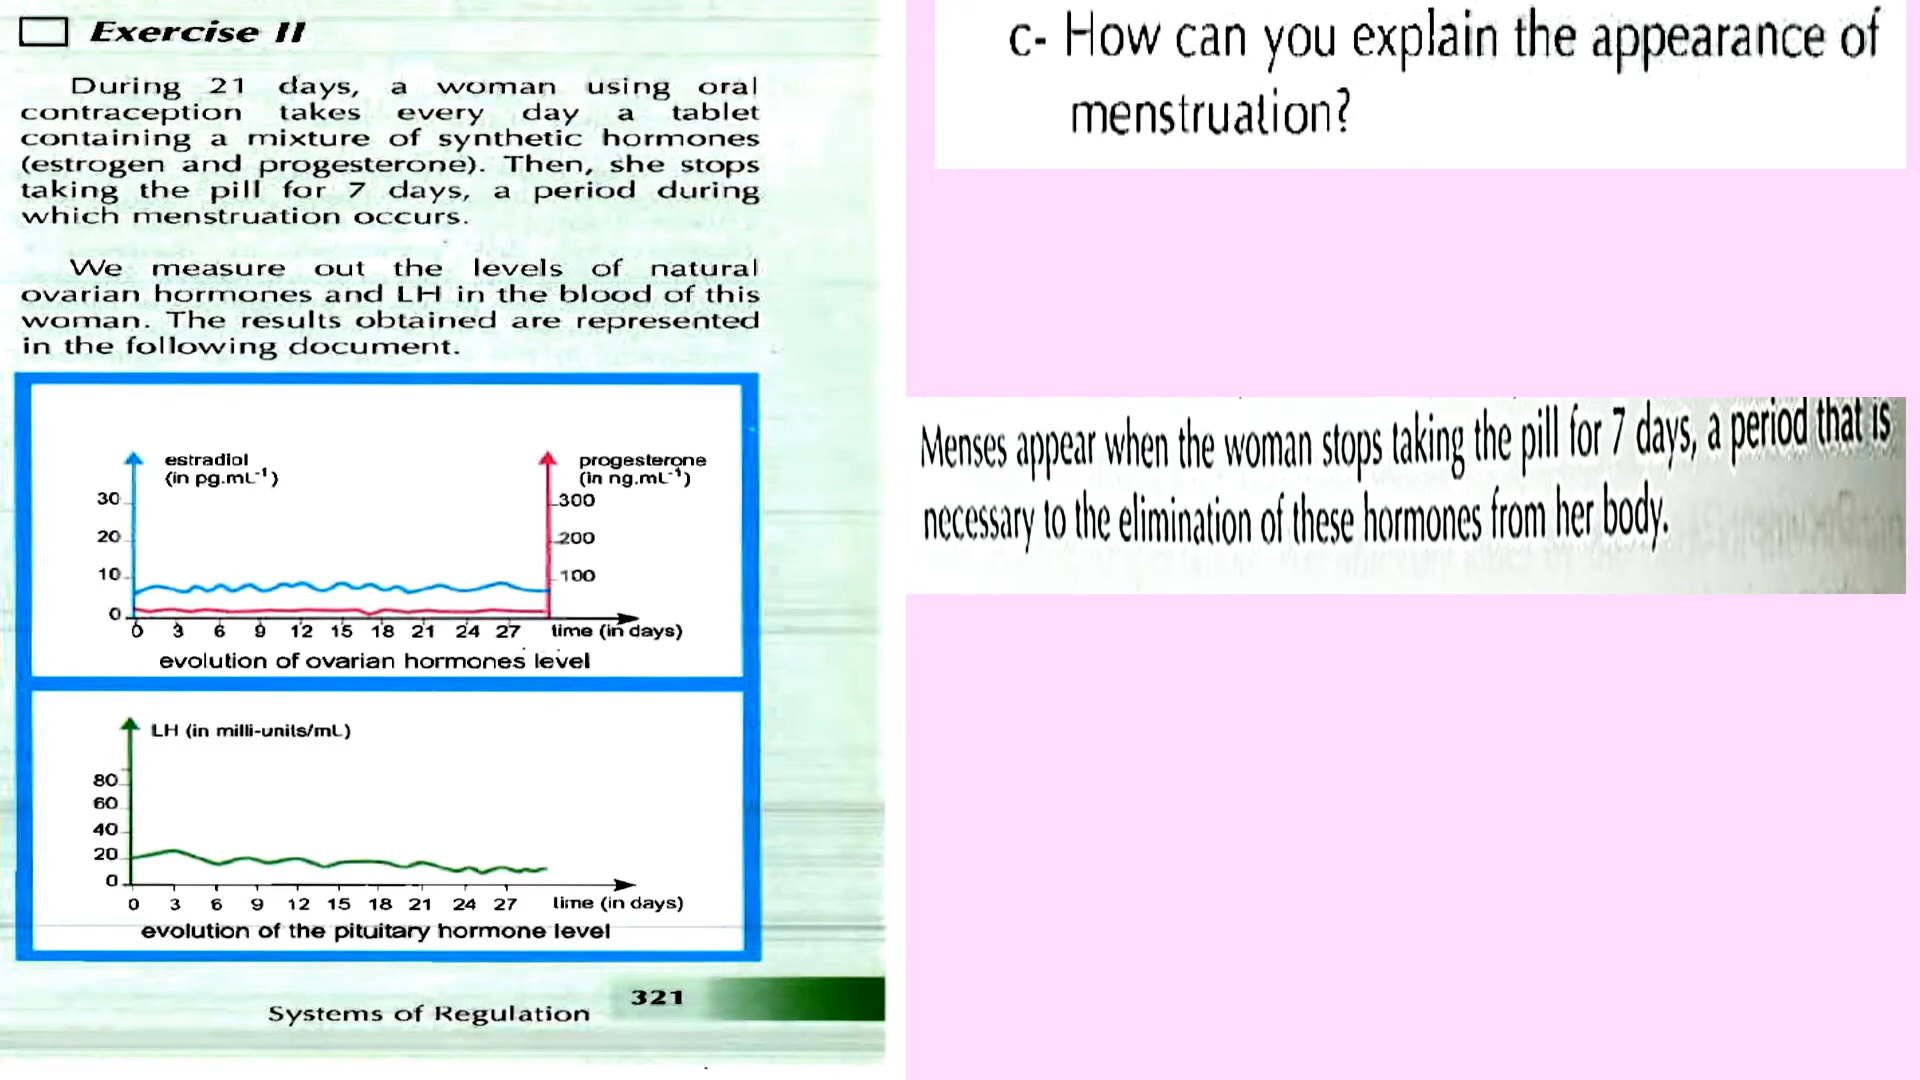 Exercise II
During 21 days, a woman using oral
contraception takes every day a tablet
containing a mixture of synthetic hormones
(estrogen and progesterone). Then, she stops
taking the pill for 7 days, a period during
which menstruation occurs.
We measure out the levels of natural
ovarian hormones and LH in the blood of this
woman. The results obtained are represented
in the following document.
estradiol
(in pg.mL⁻¹)
progesterone
(in ng.mL⁻¹)
30
20
10
0
300
200
100
0 3 6 9 12 15 18 21 24 27 time (in days)
evolution of ovarian hormones level
LH (in milli-units/mL)
80
60
40
20
0
0 3 6 9 12 15 18 21 24 27 time (in days)
evolution of the pituitary hormone level
Systems of Regulation
321
c- How can you explain the appearance of
menstruation?
Menses appear when the woman stops taking the pill for 7 days, a period that is
necessary to the elimination of these hormones from her body.